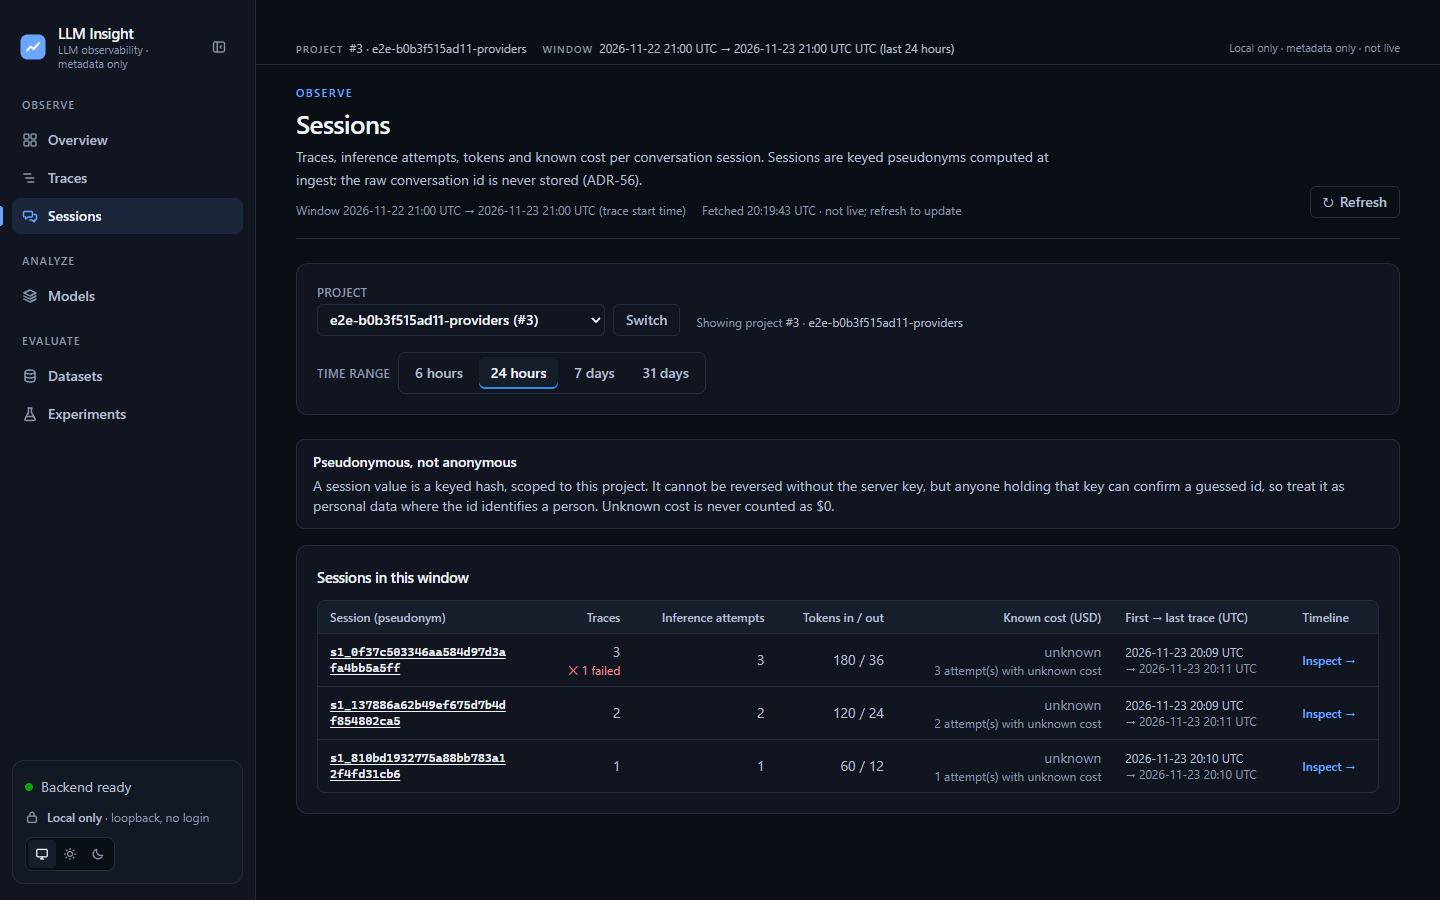 LLM Insight
LLM observability ·
metadata only
OBSERVE
Overview
Traces
Sessions
ANALYZE
Models
EVALUATE
Datasets
Experiments
Backend ready
Local only · loopback, no login
PROJECT #3 · e2e-b0b3f515ad11-providers WINDOW 2026-11-22 21:00 UTC → 2026-11-23 21:00 UTC UTC (last 24 hours)
Local only · metadata only · not live
OBSERVE
Sessions
Traces, inference attempts, tokens and known cost per conversation session. Sessions are keyed pseudonyms computed at
ingest; the raw conversation id is never stored (ADR-56).
Window 2026-11-22 21:00 UTC → 2026-11-23 21:00 UTC (trace start time) Fetched 20:19:43 UTC · not live; refresh to update
↻ Refresh
PROJECT
e2e-b0b3f515ad11-providers (#3) Switch Showing project #3 · e2e-b0b3f515ad11-providers
TIME RANGE 6 hours 24 hours 7 days 31 days
Pseudonymous, not anonymous
A session value is a keyed hash, scoped to this project. It cannot be reversed without the server key, but anyone holding that key can confirm a guessed id, so treat it as
personal data where the id identifies a person. Unknown cost is never counted as $0.
Sessions in this window
Session (pseudonym) Traces Inference attempts Tokens in / out Known cost (USD) First → last trace (UTC) Timeline
s1_0f37c503346aa584d97d3a 3 3 180 / 36 unknown 2026-11-23 20:09 UTC Inspect →
fa4bb5a5ff ✕ 1 failed 3 attempt(s) with unknown cost → 2026-11-23 20:11 UTC
s1_137886a62b49ef675d7b4d 2 2 120 / 24 unknown 2026-11-23 20:09 UTC Inspect →
f854802ca5 2 attempt(s) with unknown cost → 2026-11-23 20:11 UTC
s1_810bd1932775a88bb783a1 1 1 60 / 12 unknown 2026-11-23 20:10 UTC Inspect →
2f4fd31cb6 1 attempt(s) with unknown cost → 2026-11-23 20:10 UTC